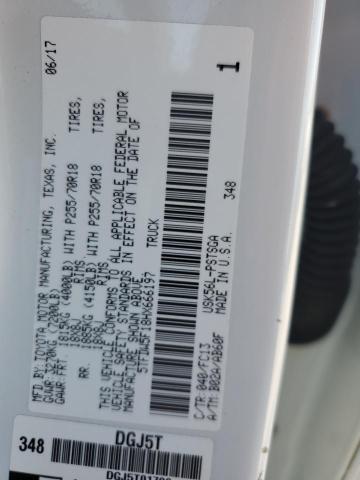 MFD.BY:TOYOTA MOTOR MANUFACTURING, TEXAS, INC. 06/17
GVWR: 3270KG (7200LB)
GAWR: FRT. 1815KG (4000LB) WITH P255/70R18 TIRES,
18X8J RIMS
RR. 1885KG (4150LB) WITH P255/70R18 TIRES,
18X8J RIMS
THIS VEHICLE CONFORMS TO ALL APPLICABLE FEDERAL MOTOR
VEHICLE SAFETY STANDARDS IN EFFECT ON THE DATE OF
MANUFACTURE SHOWN ABOVE.
5TFDW5F18HX666197 TRUCK
USK56L-PSTSGA 348 1
C/TR:040/FC13 MADE IN U.S.A.
A/TM:B02A/AB60F
348 DGJ5T